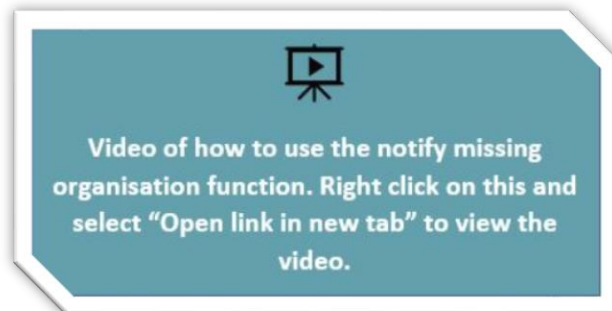 Video of how to use the notify missing
organisation function. Right click on this and
select “Open link in new tab” to view the
video.